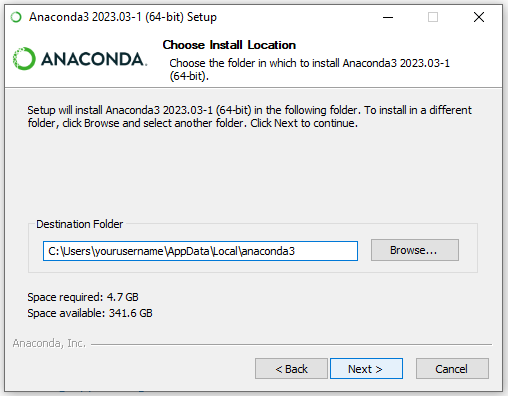 Anaconda3 2023.03-1 (64-bit) Setup
ANACONDA.
Choose Install Location
Choose the folder in which to install Anaconda3 2023.03-1
(64-bit).
Setup will install Anaconda3 2023.03-1 (64-bit) in the following folder. To install in a different
folder, click Browse and select another folder. Click Next to continue.
Destination Folder
C:\Users\yourusername\AppData\Local\anaconda3
Browse...
Space required: 4.7 GB
Space available: 341.6 GB
Anaconda, Inc.
< Back
Next >
Cancel